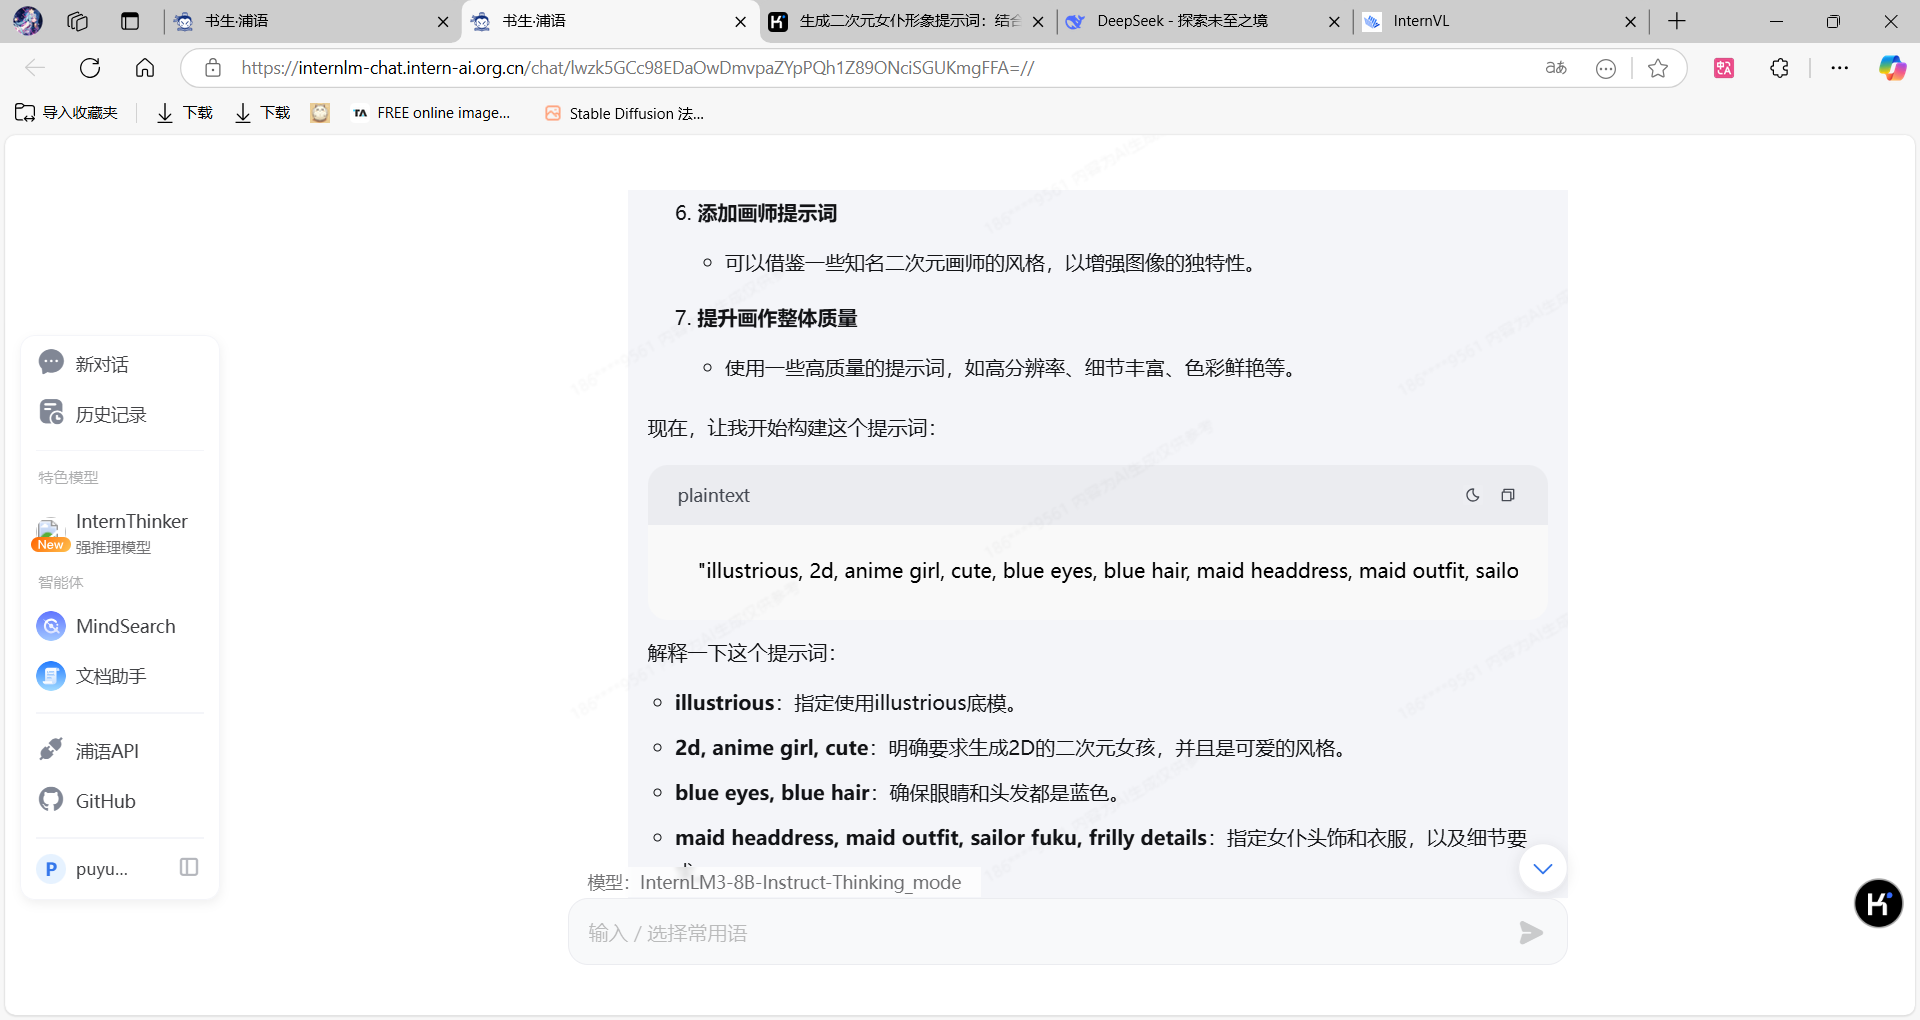 书生·浦语
书生·浦语
生成二次元女仆形象提示词：结合
DeepSeek - 探索未至之境
InternVL
https://internlm-chat.intern-ai.org.cn/chat/lwzk5GCc98EDaOwDmvpaZYpPQh1Z89ONciSGUKmgFFA=//
导入收藏夹
下载
下载
FREE online image...
Stable Diffusion 法...
6. 添加画师提示词
可以借鉴一些知名二次元画师的风格，以增强图像的独特性。
7. 提升画作整体质量
使用一些高质量的提示词，如高分辨率、细节丰富、色彩鲜艳等。
现在，让我开始构建这个提示词：
plaintext
"illustrious, 2d, anime girl, cute, blue eyes, blue hair, maid headdress, maid outfit, sailo
解释一下这个提示词：
illustrious：指定使用illustrious底模。
2d, anime girl, cute：明确要求生成2D的二次元女孩，并且是可爱的风格。
blue eyes, blue hair：确保眼睛和头发都是蓝色。
maid headdress, maid outfit, sailor fuku, frilly details：指定女仆头饰和衣服，以及细节要
模型：InternLM3-8B-Instruct-Thinking_mode
输入 / 选择常用语
新对话
历史记录
特色模型
InternThinker
New
强推理模型
智能体
MindSearch
文档助手
浦语API
GitHub
P
puyu...